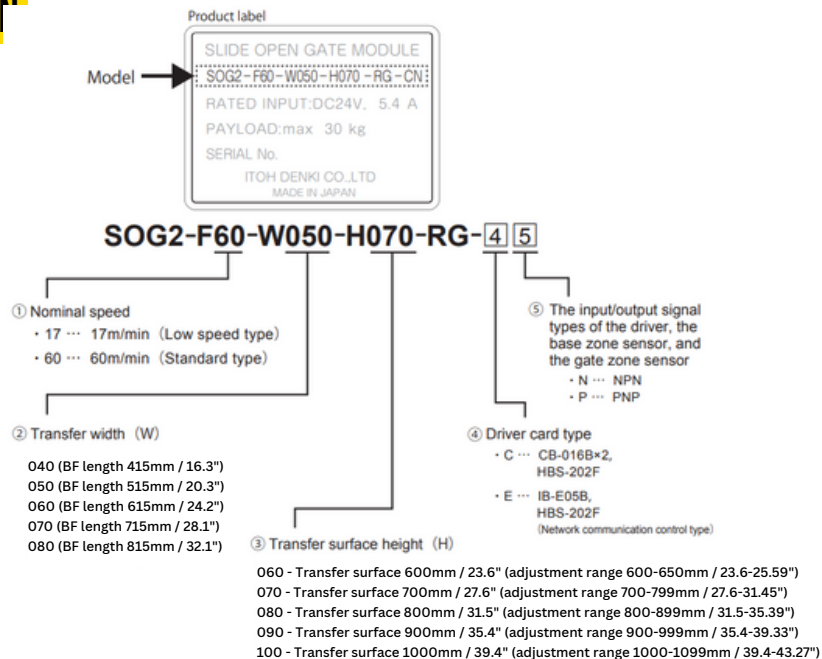 Product label
SLIDE OPEN GATE MODULE
Model
SOG2-F60-W050-H070-RG-CN
RATED INPUT:DC24V, 5.4 A
PAYLOAD:max 30 kg
SERIAL No.
ITOH DENKI CO.,LTD
MADE IN JAPAN
SOG2-F60-W050-H070-RG-4 5
① Nominal speed
・17 … 17m/min (Low speed type)
・60 … 60m/min (Standard type)
② Transfer width (W)
040 (BF length 415mm / 16.3")
050 (BF length 515mm / 20.3")
060 (BF length 615mm / 24.2")
070 (BF length 715mm / 28.1")
080 (BF length 815mm / 32.1")
⑤ The input/output signal
types of the driver, the
base zone sensor, and
the gate zone sensor
・N … NPN
・P … PNP
④ Driver card type
・C … CB-016B×2,
HBS-202F
・E … IB-E05B,
HBS-202F
(Network communication control type)
③ Transfer surface height (H)
060 - Transfer surface 600mm / 23.6" (adjustment range 600-650mm / 23.6-25.59")
070 - Transfer surface 700mm / 27.6" (adjustment range 700-799mm / 27.6-31.45")
080 - Transfer surface 800mm / 31.5" (adjustment range 800-899mm / 31.5-35.39")
090 - Transfer surface 900mm / 35.4" (adjustment range 900-999mm / 35.4-39.33")
100 - Transfer surface 1000mm / 39.4" (adjustment range 1000-1099mm / 39.4-43.27")